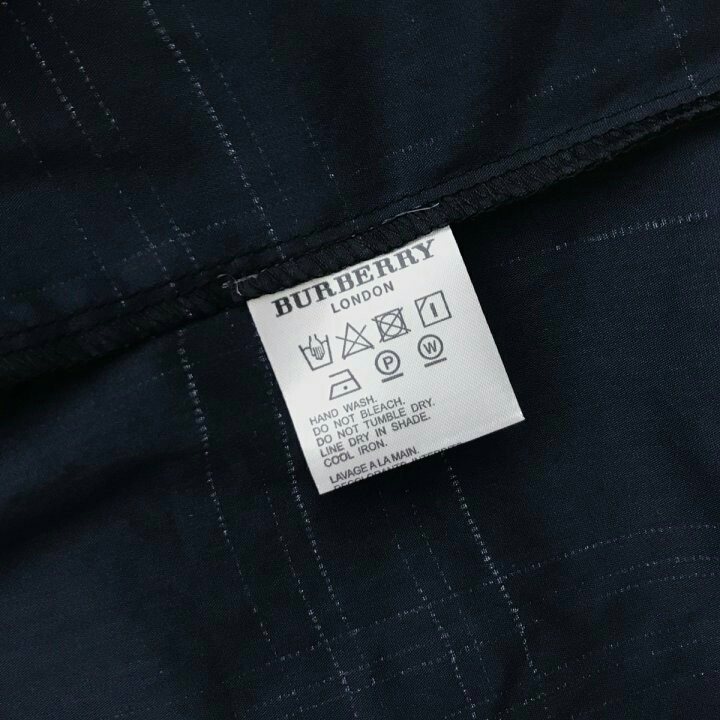 BURBERRY
LONDON
P W
HAND WASH.
DO NOT BLEACH.
DO NOT TUMBLE DRY.
LINE DRY IN SHADE.
COOL IRON.
LAVAGE A LA MAIN.